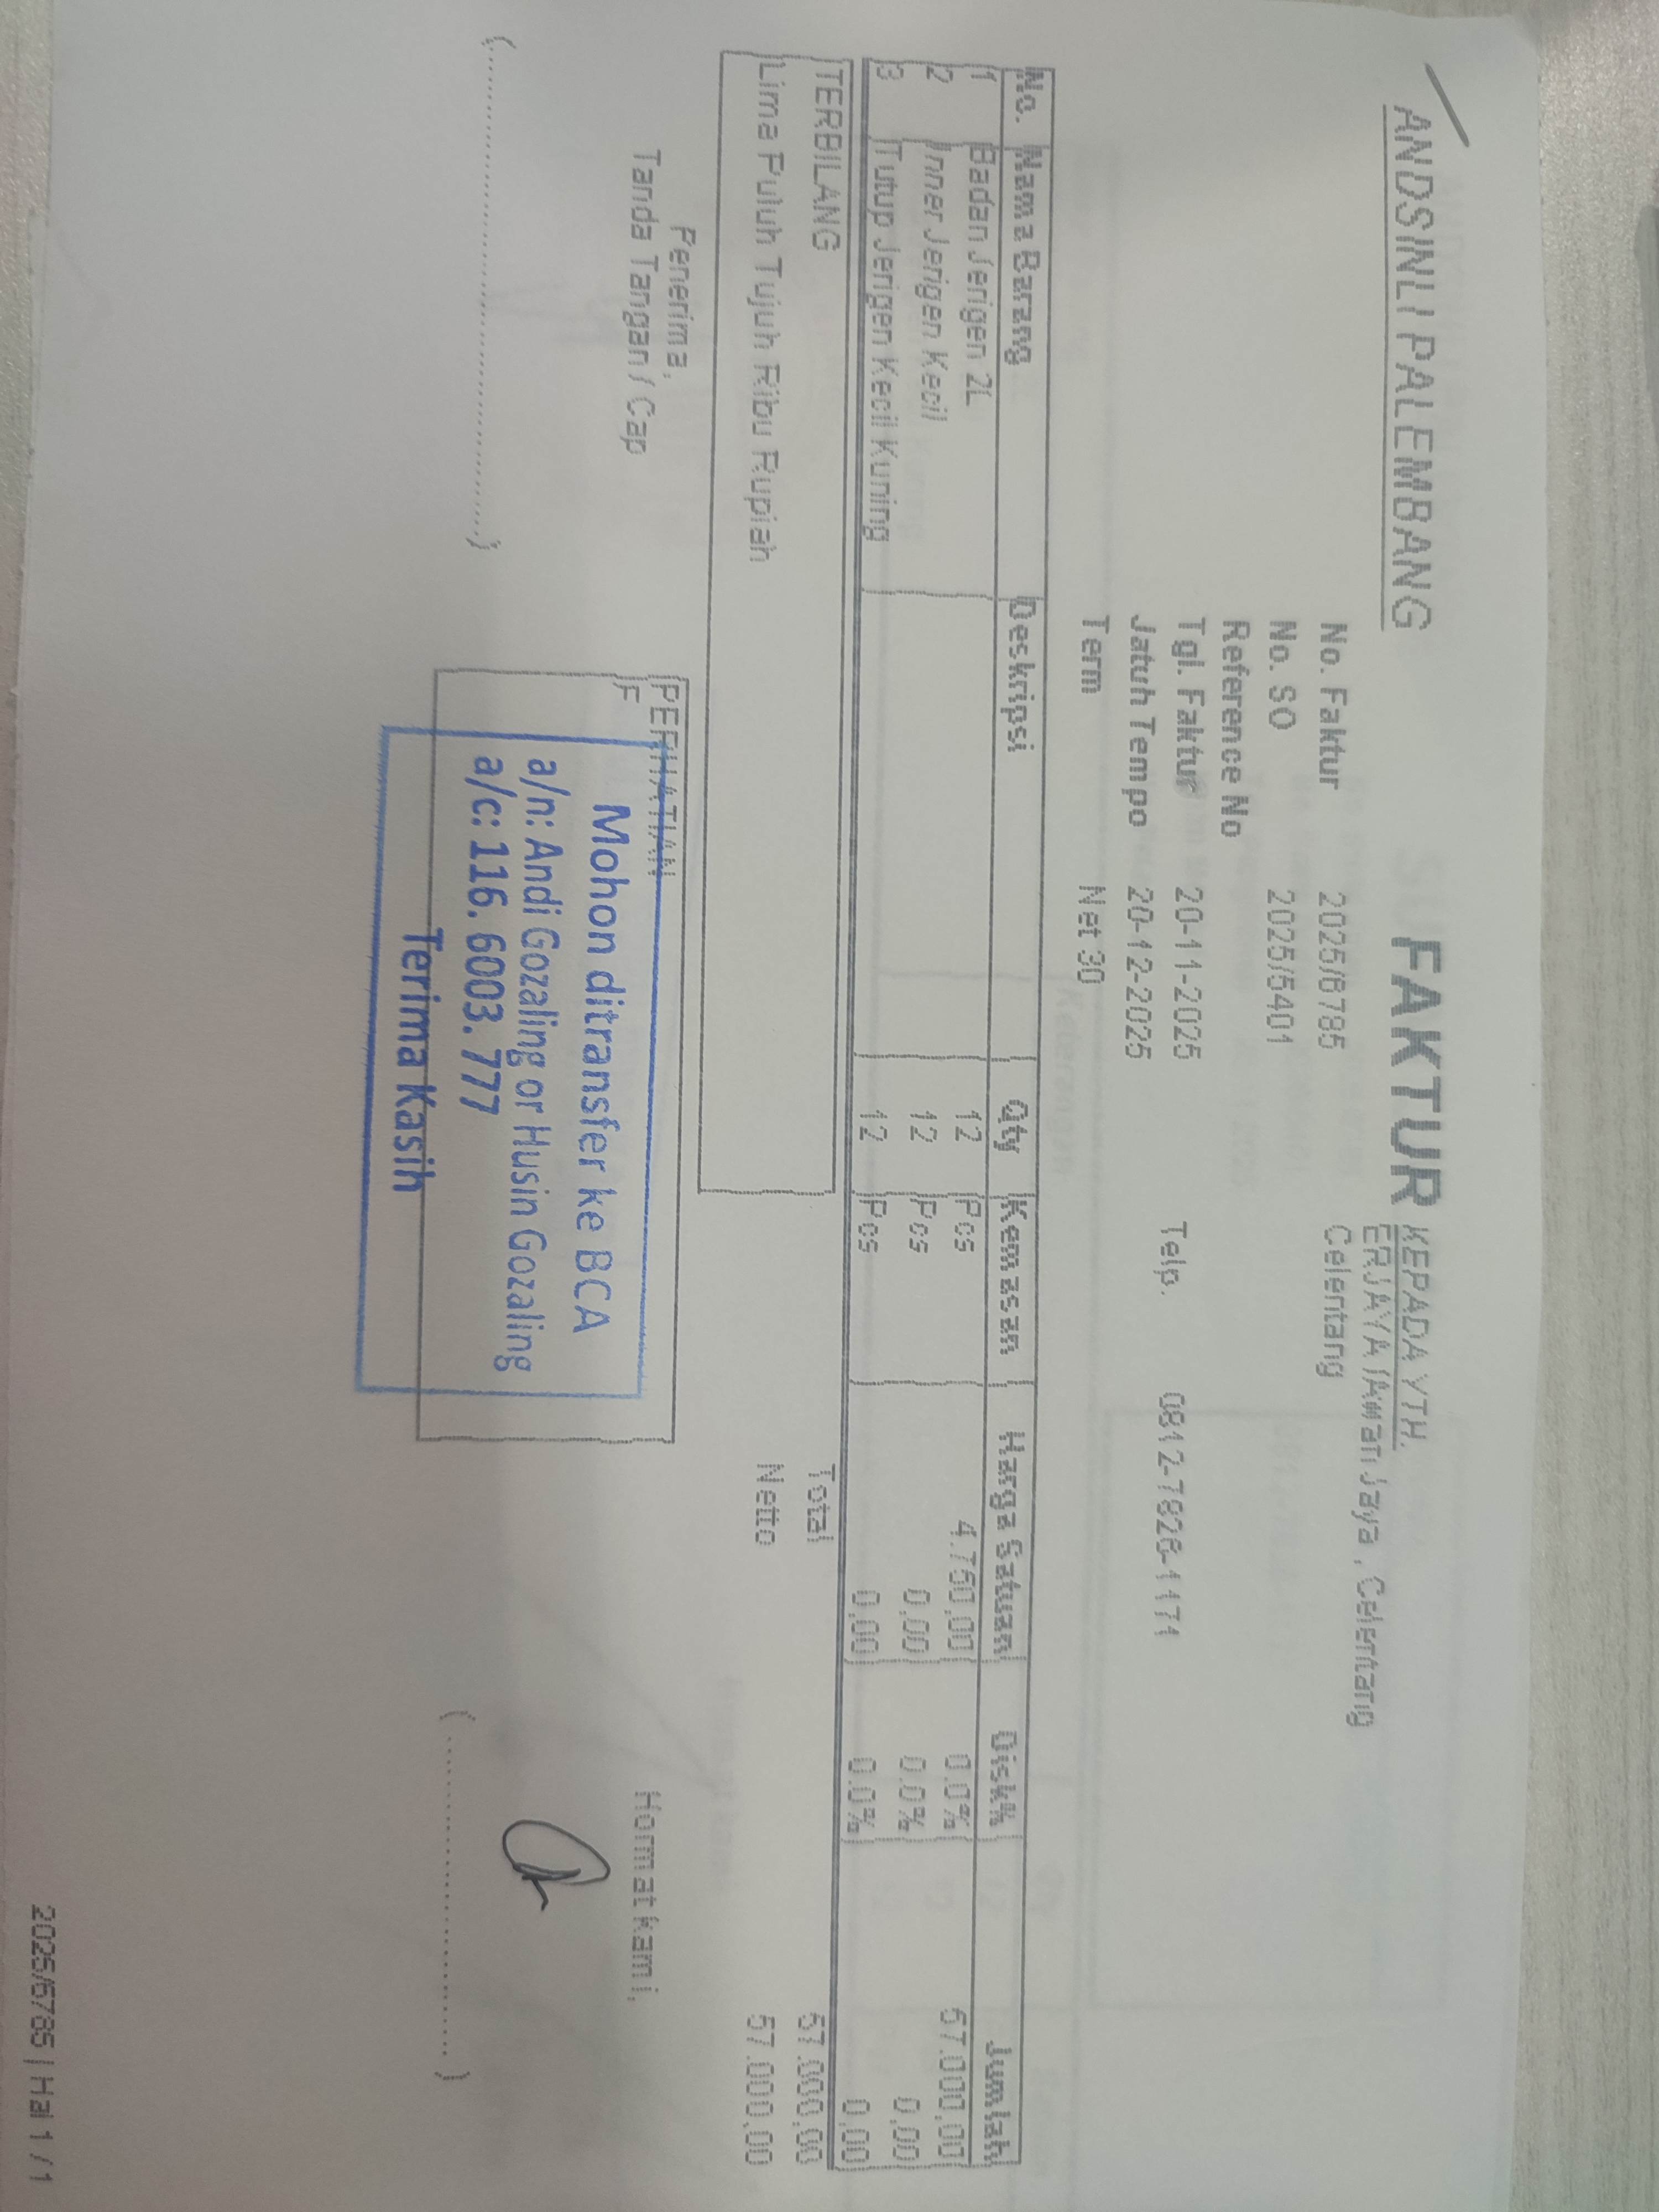 ANDSINLI PALEMBANG
FAKTUR
KEPADA YTH.
ERJAYA (Awan Jaya, Celentang
Celentang
Telp. 0812-7828-1174
No. Faktur 2025/6785
No. SO 2025/5401
Reference No
Tgl. Faktur 20-11-2025
Jatuh Tempo 20-12-2025
Term Net 30
No. Nama Barang Deskripsi Qty Kemasan Harga Satuan Disk% Jumlah
1 Badan Jerigen 2L 12 Pcs 4.750,00 0.0% 57.000,00
2 Inner Jerigen Kecil 12 Pcs 0,00 0.0% 0,00
3 Tutup Jerigen Kecil Kuning 12 Pcs 0,00 0.0% 0,00
TERBILANG
Lima Puluh Tujuh Ribu Rupiah
Total 57.000,00
Netto 57.000,00
Penerima,
Tanda Tangan / Cap
(....................)
PERHATIAN
F
Mohon ditransfer ke BCA
a/n: Andi Gozaling or Husin Gozaling
a/c: 116. 6003. 777
Terima Kasih
Hormat kami,
(....................)
2025/6785 | Hal 1 / 1